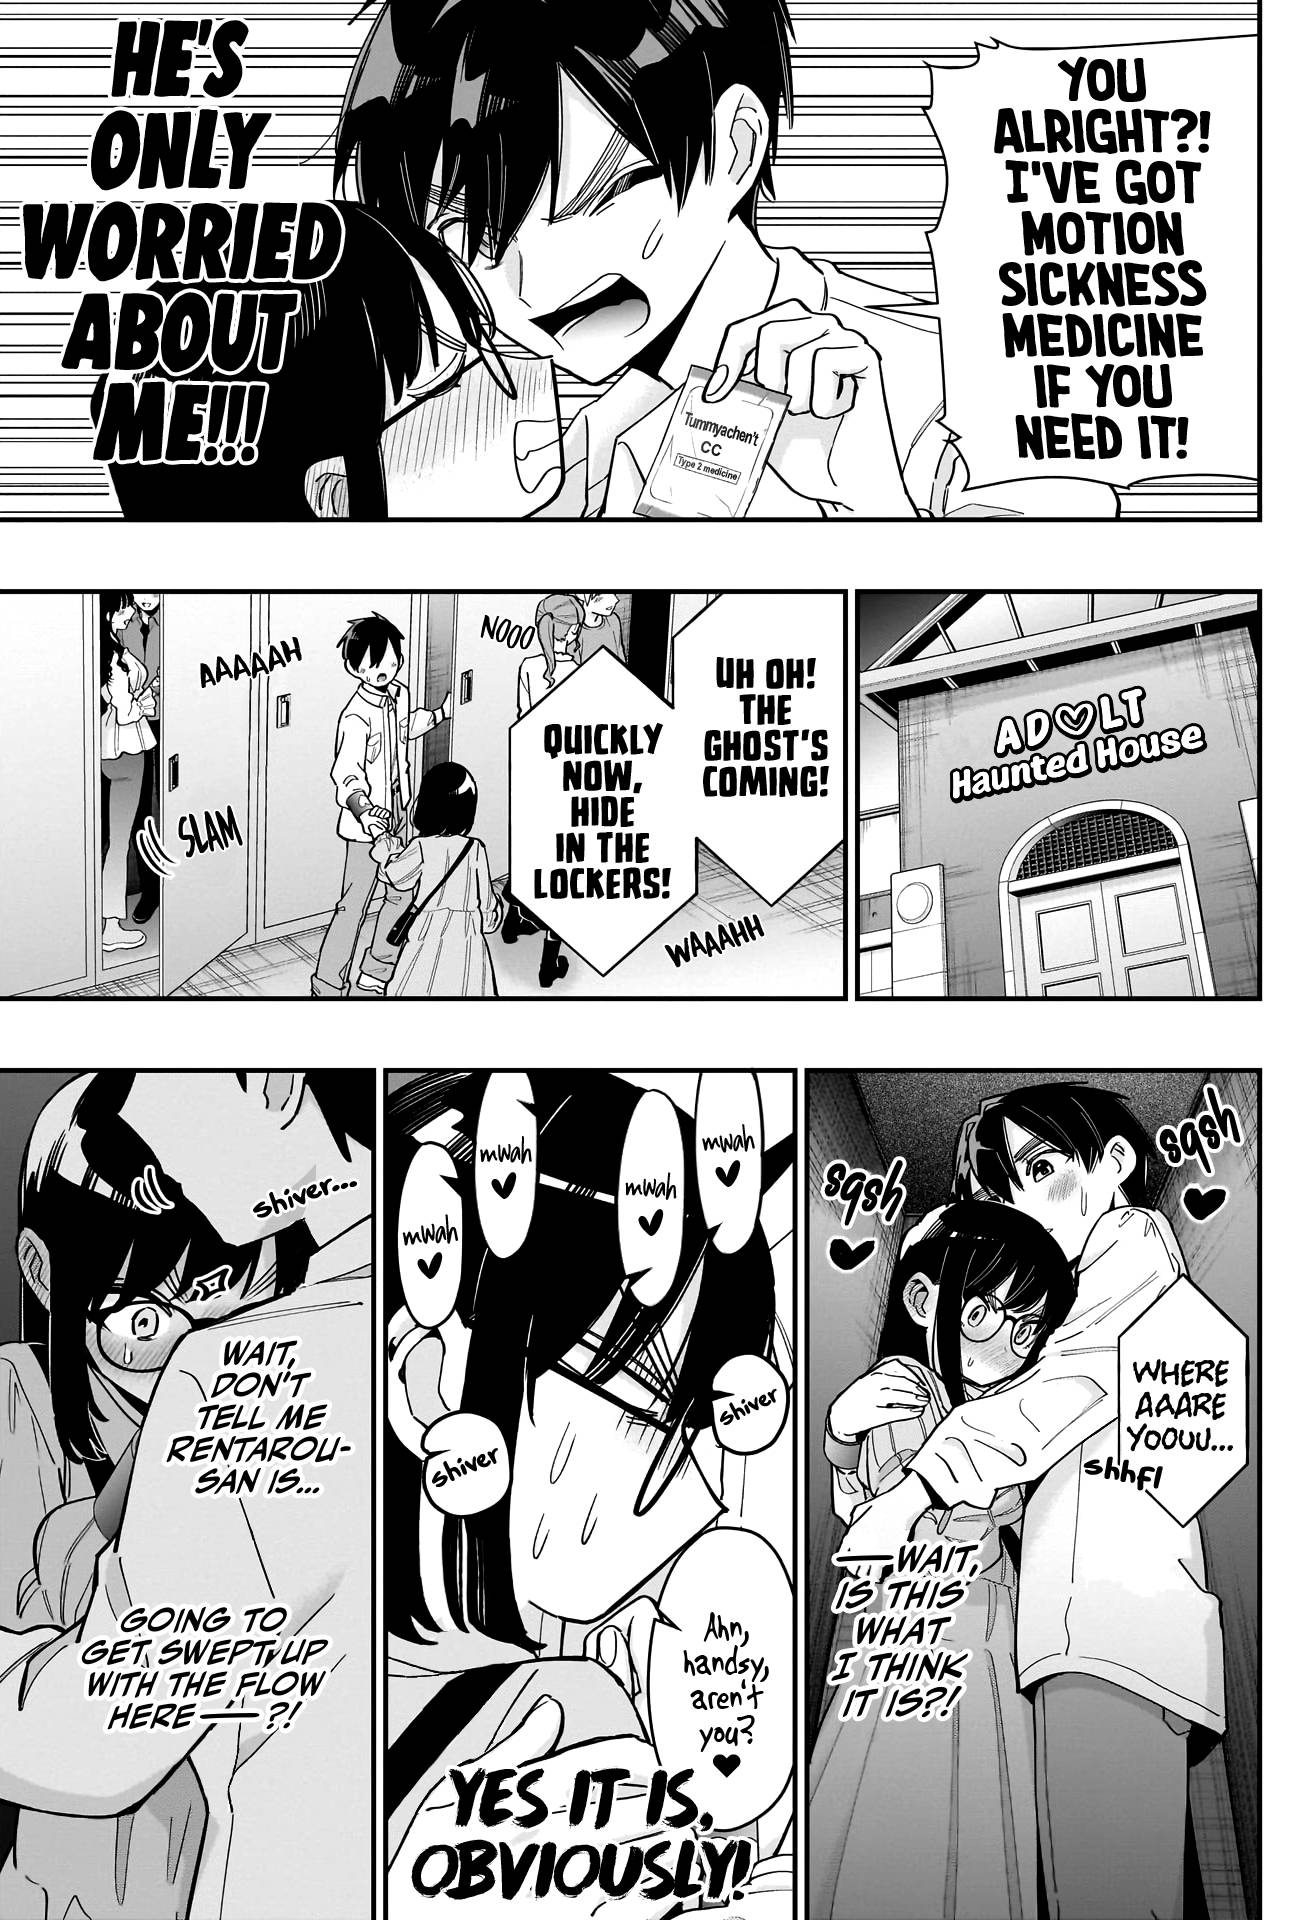 YOU
ALRIGHT?!
I'VE GOT
MOTION
SICKNESS
MEDICINE
IF YOU
NEED IT!
Tummyachen't
CC
Type 2 medicine
HE'S
ONLY
WORRIED
ABOUT
ME!!!
AD♡LT
Haunted House
UH OH!
THE
GHOST'S
COMING!
QUICKLY
NOW,
HIDE
IN THE
LOCKERS!
NOOO
WAAAHH
AAAAAH
SLAM
sqsh
♥
sqsh
♥
WHERE
AAARE
YOOUU...
shhfl
—WAIT,
IS THIS
WHAT
I THINK
IT IS?!
mwah
♥
mwah
♥
mwah
♥
mwah
♥
shiver
shiver
Ahn,
handsy,
aren't
you?
♥
YES IT IS,
OBVIOUSLY!
shiver...
WAIT,
DON'T
TELL ME
RENTAROU-
SAN IS...
GOING TO
GET SWEPT UP
WITH THE FLOW
HERE—?!